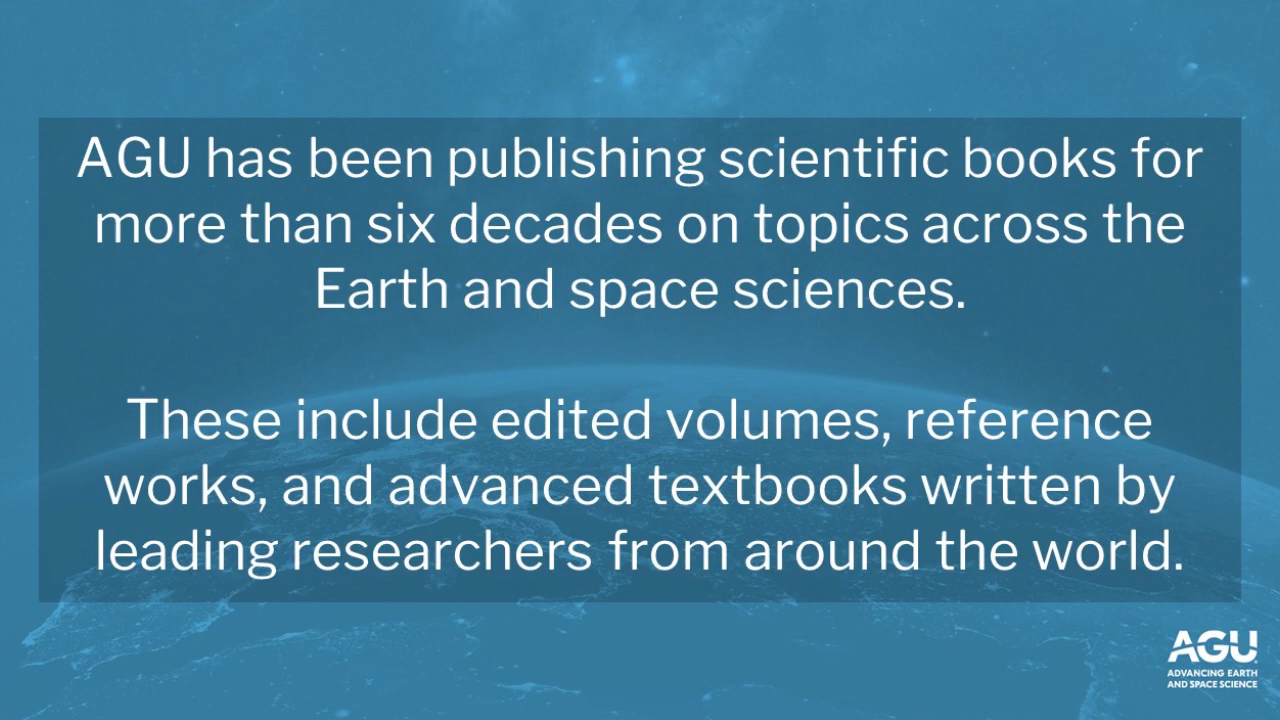 AGU has been publishing scientific books for
more than six decades on topics across the
Earth and space sciences.
These include edited volumes, reference
works, and advanced textbooks written by
leading researchers from around the world.
AGU
ADVANCING EARTH
AND SPACE SCIENCE